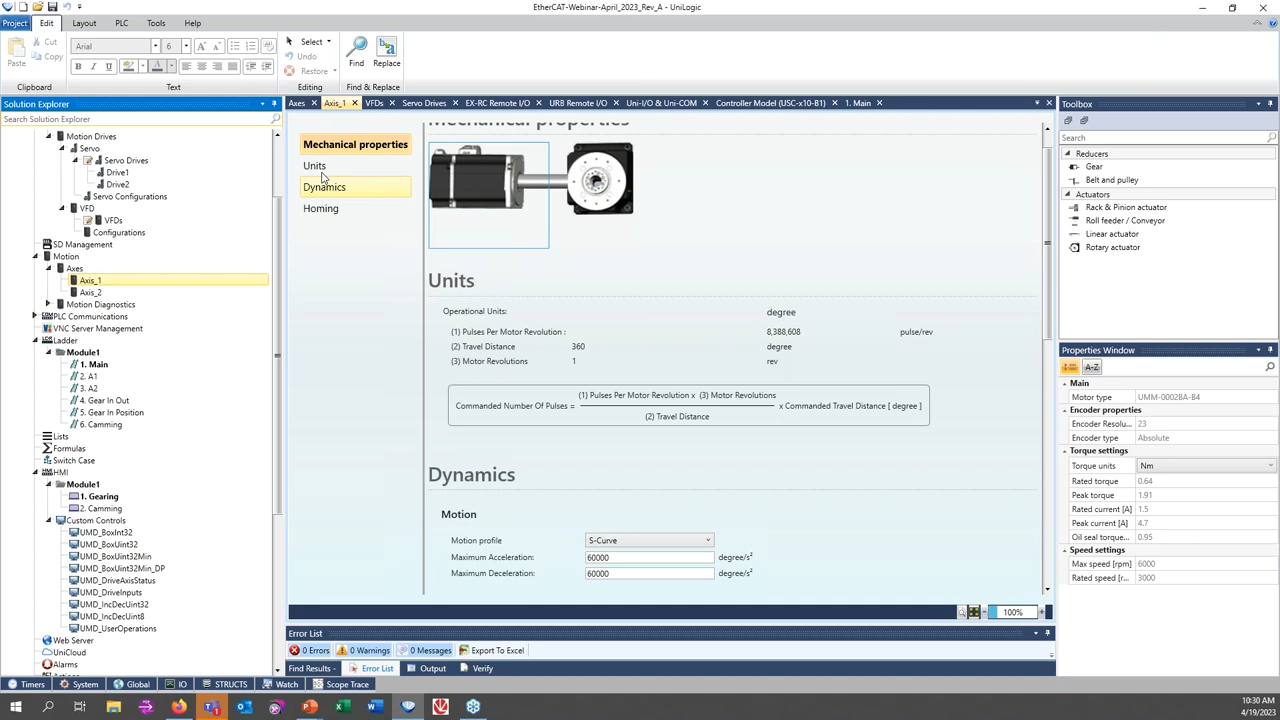 EtherCAT-Webinar-April_2023_Rev_A - UniLogic
Project Edit Layout PLC Tools Help
Paste
Cut
Copy
Clipboard
Arial 6
B I U
Text
Select
Undo
Restore
Editing
Find
Replace
Find & Replace
Solution Explorer
Search Solution Explorer
Motion Drives
Servo
Servo Drives
Drive1
Drive2
Servo Configurations
VFD
VFDs
Configurations
SD Management
Motion
Axes
Axis_1
Axis_2
Motion Diagnostics
PLC Communications
VNC Server Management
Ladder
Module1
1. Main
2. A1
3. A2
4. Gear In Out
5. Gear In Position
6. Camming
Lists
Formulas
Switch Case
HMI
Module1
1. Gearing
2. Camming
Custom Controls
UMD_BoxInt32
UMD_BoxUint32
UMD_BoxUint32Min
UMD_BoxUint32Min_DP
UMD_DriveAxisStatus
UMD_DriveInputs
UMD_IncDecUint32
UMD_IncDecUint8
UMD_UserOperations
Web Server
UniCloud
Alarms
Axes Axis_1 VFDs Servo Drives EX-RC Remote I/O URB Remote I/O Uni-I/O & Uni-COM Controller Model (USC-x10-B1) 1. Main
Mechanical properties
Units
Dynamics
Homing
Mechanical properties
Units
Operational Units: degree
(1) Pulses Per Motor Revolution : 8,388,608 pulse/rev
(2) Travel Distance 360 degree
(3) Motor Revolutions 1 rev
(1) Pulses Per Motor Revolution x (3) Motor Revolutions
Commanded Number Of Pulses = x Commanded Travel Distance [ degree ]
(2) Travel Distance
Dynamics
Motion
Motion profile S-Curve
Maximum Acceleration: 60000 degree/s²
Maximum Deceleration: 60000 degree/s²
100%
Error List
0 Errors 0 Warnings 0 Messages Export To Excel
Find Results - Error List Output Verify
Toolbox
Search
Reducers
Gear
Belt and pulley
Actuators
Rack & Pinion actuator
Roll feeder / Conveyor
Linear actuator
Rotary actuator
Properties Window
A-Z
Main
Motor type UMM-0002BA-B4
Encoder properties
Encoder Resolu... 23
Encoder type Absolute
Torque settings
Torque units Nm
Rated torque 0.64
Peak torque 1.91
Rated current [A] 1.5
Peak current [A] 4.7
Oil seal torque... 0.95
Speed settings
Max speed [rpm] 6000
Rated speed [r... 3000
Timers System Global IO STRUCTS Watch Scope Trace
10:30 AM
4/19/2023